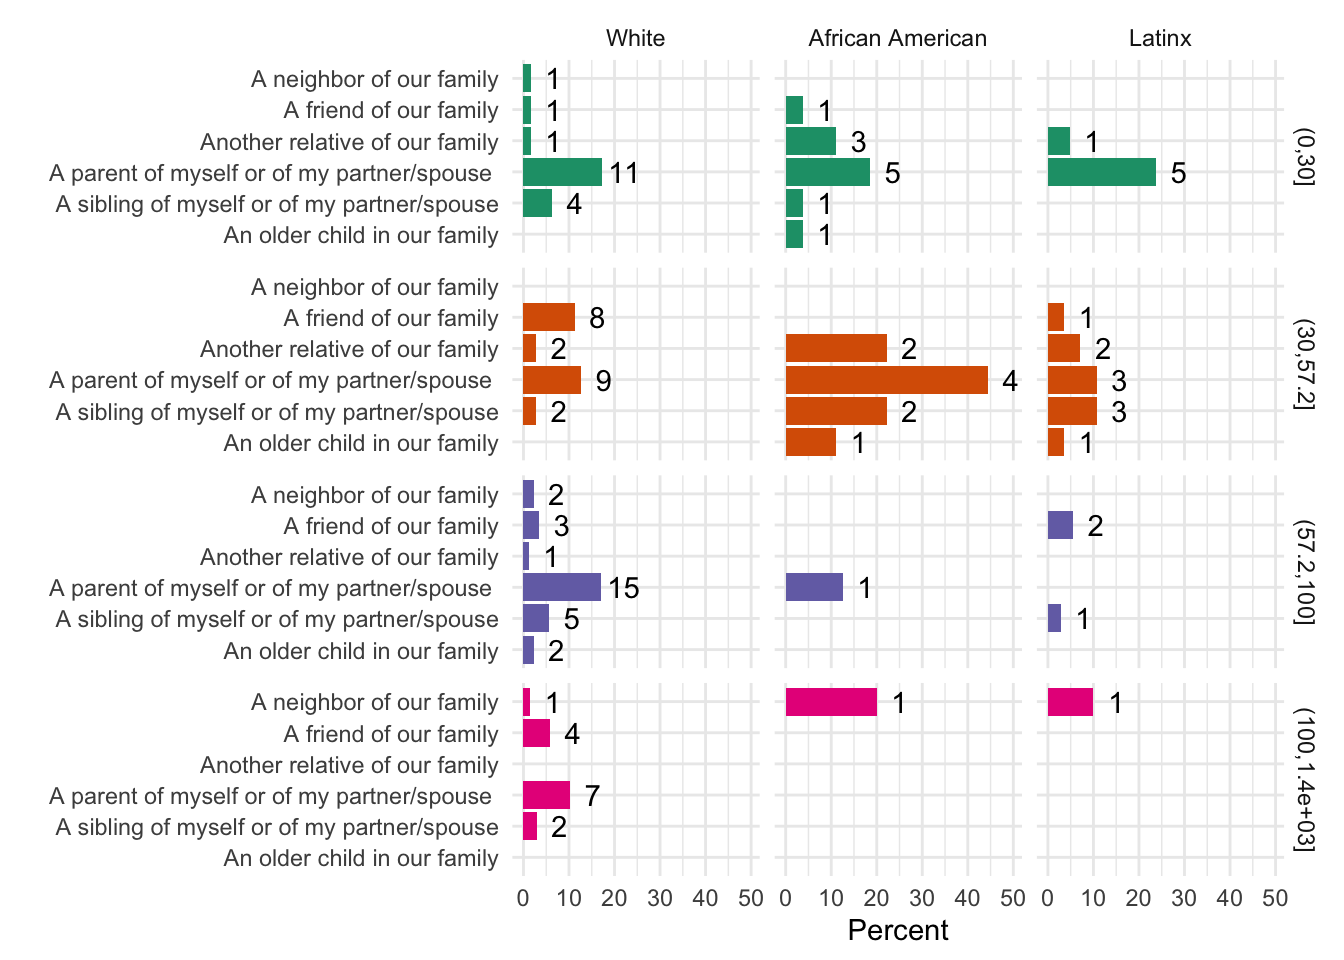 White African American Latinx
A neighbor of our family 1
A friend of our family 1 1
Another relative of our family 1 3 1
A parent of myself or of my partner/spouse 11 5 5
A sibling of myself or of my partner/spouse 4 1
An older child in our family 1
(0,30]
A neighbor of our family
A friend of our family 8 1
Another relative of our family 2 2 2
A parent of myself or of my partner/spouse 9 4 3
A sibling of myself or of my partner/spouse 2 2 3
An older child in our family 1 1
(30,57.2]
A neighbor of our family 2
A friend of our family 3 2
Another relative of our family 1
A parent of myself or of my partner/spouse 15 1
A sibling of myself or of my partner/spouse 5 1
An older child in our family 2
(57.2,100]
A neighbor of our family 1 1 1
A friend of our family 4
Another relative of our family
A parent of myself or of my partner/spouse 7
A sibling of myself or of my partner/spouse 2
An older child in our family
(100,1.4e+03]
0 10 20 30 40 50 0 10 20 30 40 50 0 10 20 30 40 50
Percent